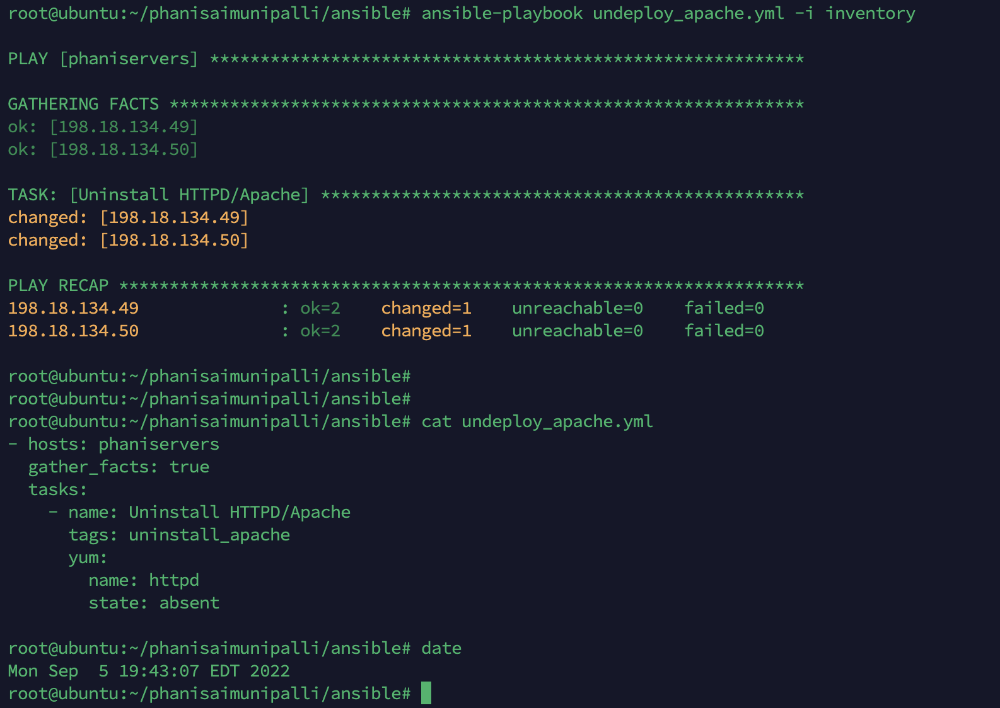 root@ubuntu:~/phanisaimunipalli/ansible# ansible-playbook undeploy_apache.yml -i inventory

PLAY [phaniservers] ***********************************************************

GATHERING FACTS ***************************************************************
ok: [198.18.134.49]
ok: [198.18.134.50]

TASK: [Uninstall HTTPD/Apache] ************************************************
changed: [198.18.134.49]
changed: [198.18.134.50]

PLAY RECAP ********************************************************************
198.18.134.49              : ok=2    changed=1    unreachable=0    failed=0
198.18.134.50              : ok=2    changed=1    unreachable=0    failed=0

root@ubuntu:~/phanisaimunipalli/ansible#
root@ubuntu:~/phanisaimunipalli/ansible#
root@ubuntu:~/phanisaimunipalli/ansible# cat undeploy_apache.yml
- hosts: phaniservers
  gather_facts: true
  tasks:
    - name: Uninstall HTTPD/Apache
      tags: uninstall_apache
      yum:
        name: httpd
        state: absent

root@ubuntu:~/phanisaimunipalli/ansible# date
Mon Sep  5 19:43:07 EDT 2022
root@ubuntu:~/phanisaimunipalli/ansible#